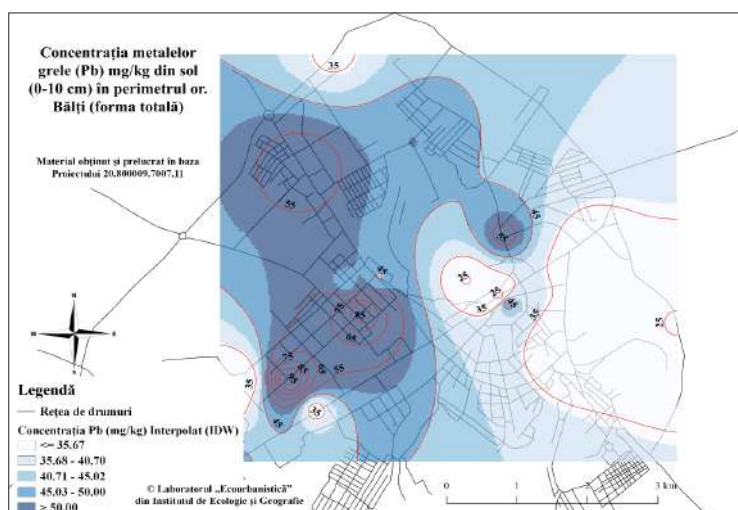 Concentrația metalelor
grele (Pb) mg/kg din sol
(0-10 cm) în perimetrul or.
Bălți (forma totală)
Material obținut și prelucrat în baza
Proiectului 20.800009.7007.11
35
55
45
25
25
35
35
25
75
85
65
75
55
35
35
45
N
W
E
S
Legendă
Rețea de drumuri
Concentrația Pb (mg/kg) Interpolat (IDW)
<= 35.67
35.68 - 40.70
40.71 - 45.02
45.03 - 50.00
> 50.00
© Laboratorul „Ecourbanistică”
din Institutul de Ecologie și Geografie
0 1 2 3 km